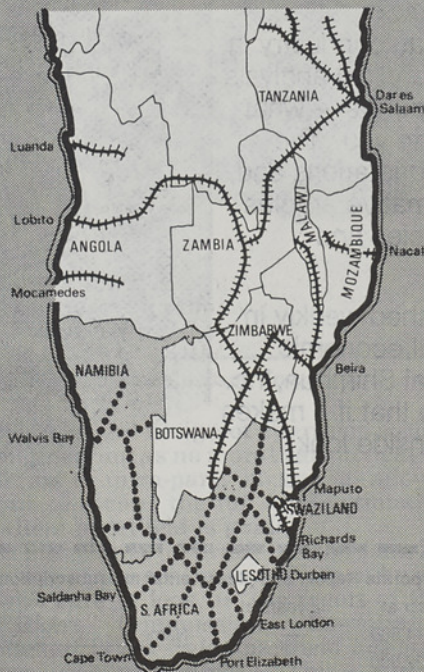 TANZANIA
Dar es
Salaam
Luanda
Lobito
ANGOLA
ZAMBIA
MALAWI
MOZAMBIQUE
Nacal
Mocamedes
ZIMBABWE
NAMIBIA
Beira
Walvis Bay
BOTSWANA
Maputo
SWAZILAND
Richards
Bay
LESOTHO
Durban
Saldanha Bay
S. AFRICA
East London
Cape Town
Port Elizabeth